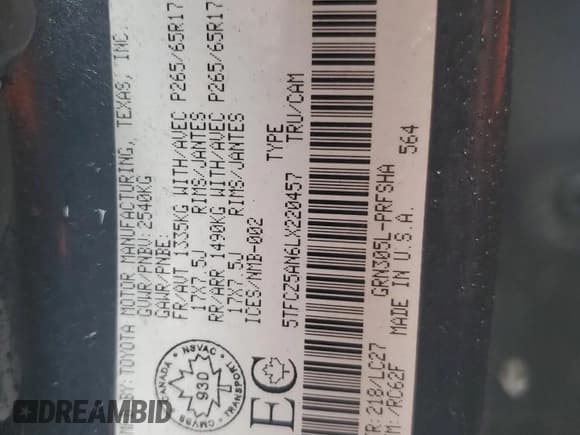 BY: TOYOTA MOTOR MANUFACTURING, TEXAS, INC.
GVWR/PNBV: 2540KG
GAWR/PNBE:
FR/AVT 1335KG WITH/AVEC P265/65R17
17X7.5J RIMS/JANTES
RR/ARR 1490KG WITH/AVEC P265/65R17
17X7.5J RIMS/JANTES
ICES/NMB-002
5TFCZ5AN6LX220457 TYPE
TRU/CAM
CANADA NSVAC
930
CMVSS TRANSPORT
EC
R: 218/LC27 GRN305L-PRFSHA
M: /RC62F MADE IN U.S.A. 564
DREAMBID